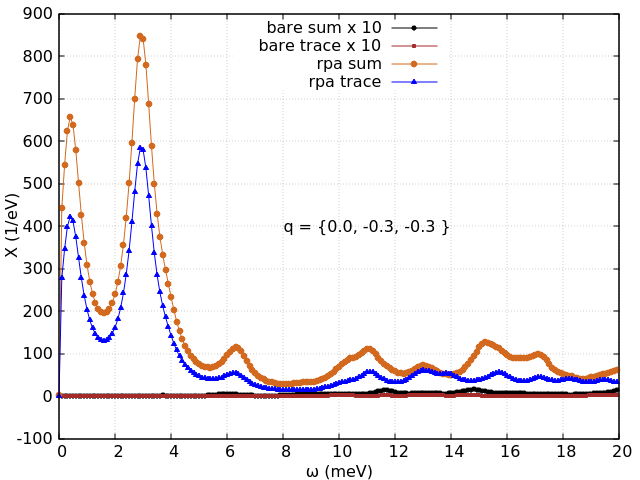 900
bare sum x 10
bare trace x 10
rpa sum
rpa trace
800
700
600
500
400
q = {0.0, -0.3, -0.3 }
300
200
100
0
-100
X (1/eV)
0 2 4 6 8 10 12 14 16 18 20
ω (meV)